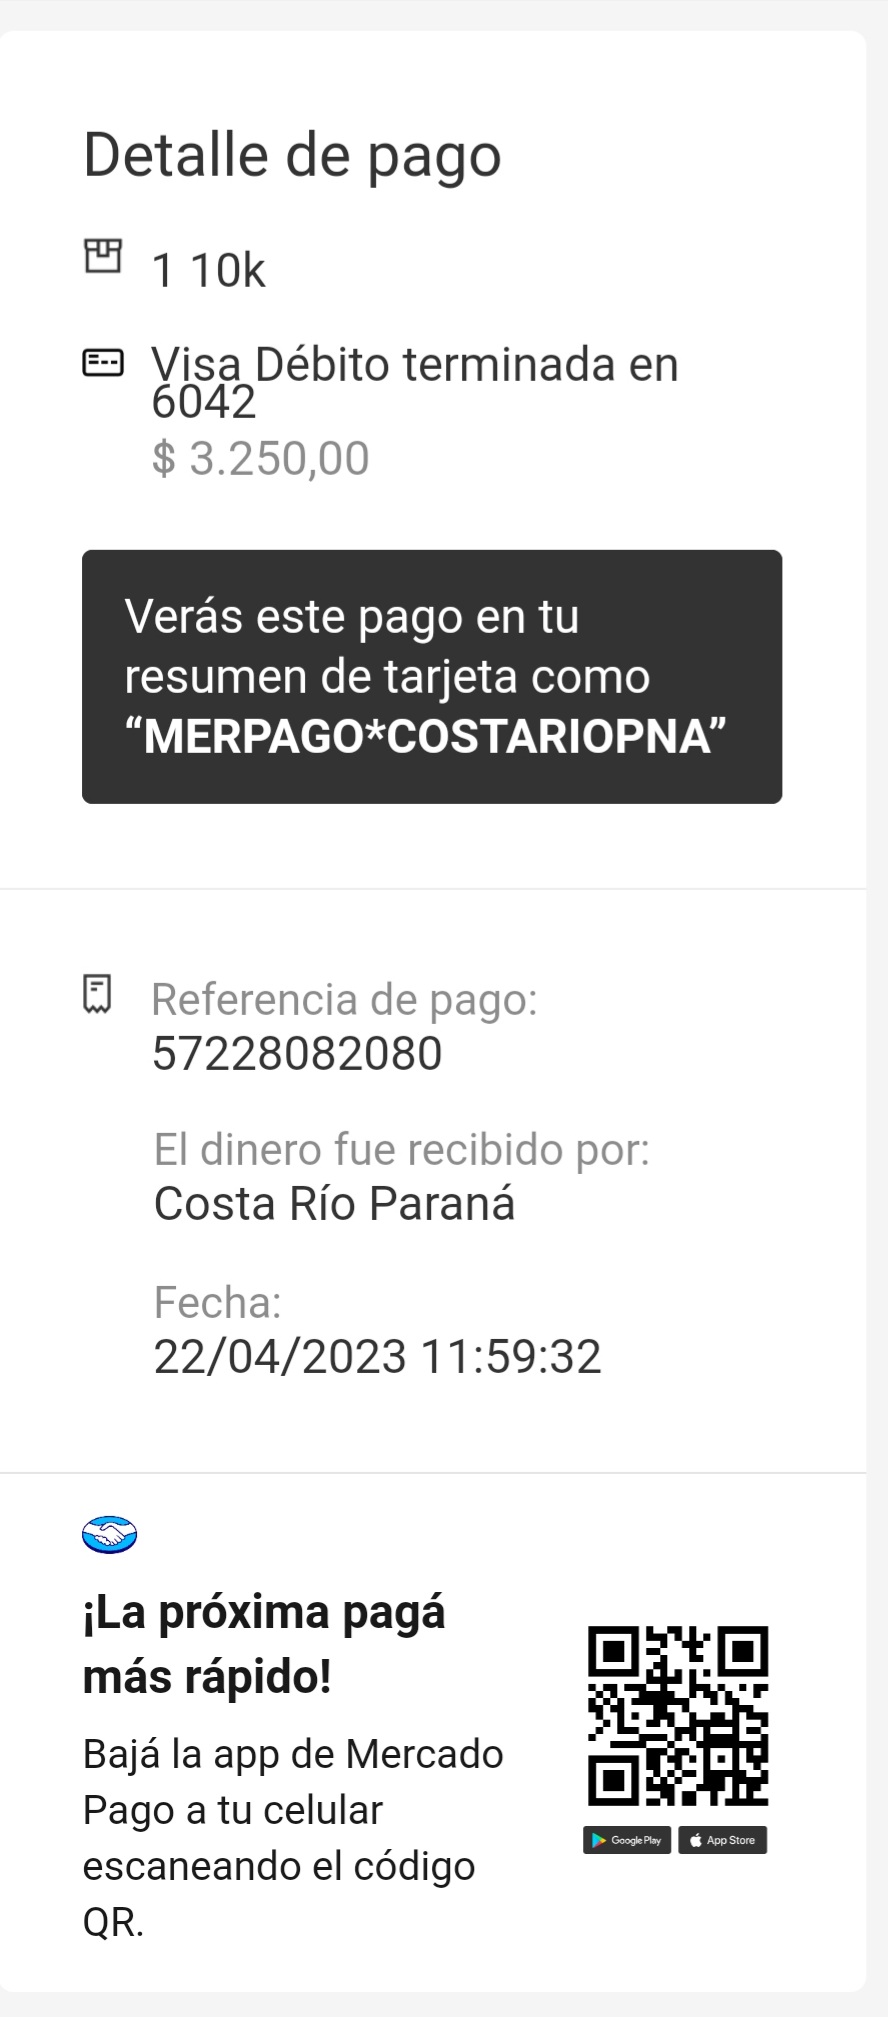 Detalle de pago
1 10k
Visa Débito terminada en
6042
$ 3.250,00
Verás este pago en tu
resumen de tarjeta como
“MERPAGO*COSTARIOPNA”
Referencia de pago:
57228082080
El dinero fue recibido por:
Costa Río Paraná
Fecha:
22/04/2023 11:59:32
¡La próxima pagá
más rápido!
Bajá la app de Mercado
Pago a tu celular
escaneando el código
QR.
Google Play
App Store